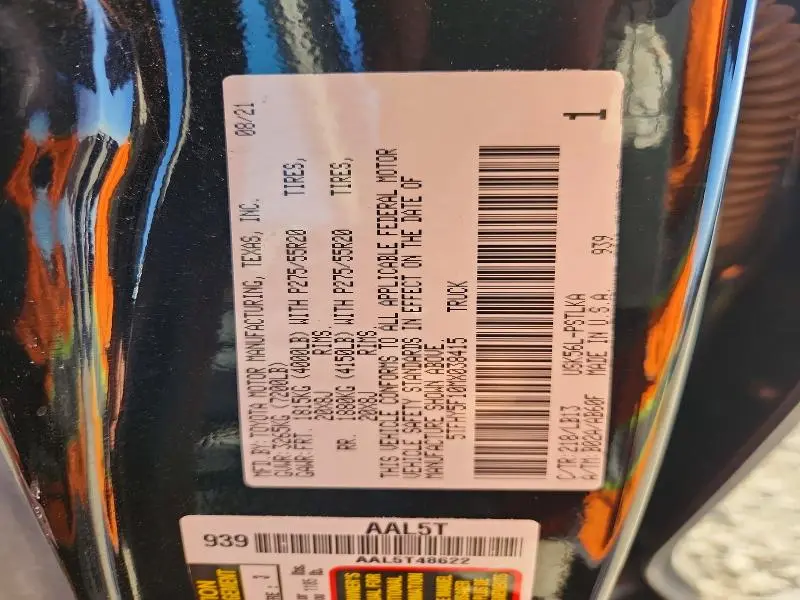 MFD.BY: TOYOTA MOTOR MANUFACTURING, TEXAS, INC. 08/21
GVWR: 3265KG (7200LB)
GAWR: FRT. 1815KG (4000LB) WITH P275/55R20 TIRES,
20X8J RIMS.
RR. 1880KG (4150LB) WITH P275/55R20 TIRES,
20X8J RIMS.
THIS VEHICLE CONFORMS TO ALL APPLICABLE FEDERAL MOTOR
VEHICLE SAFETY STANDARDS IN EFFECT ON THE DATE OF
MANUFACTURE SHOWN ABOVE.
5TFHY5F10MX038415 TRUCK
1
C/TR: 218/LB13 USK56L-PSTLKA 939
A/TM: B02A/AB60F MADE IN U.S.A.
AAL5T
939
AAL5T48622